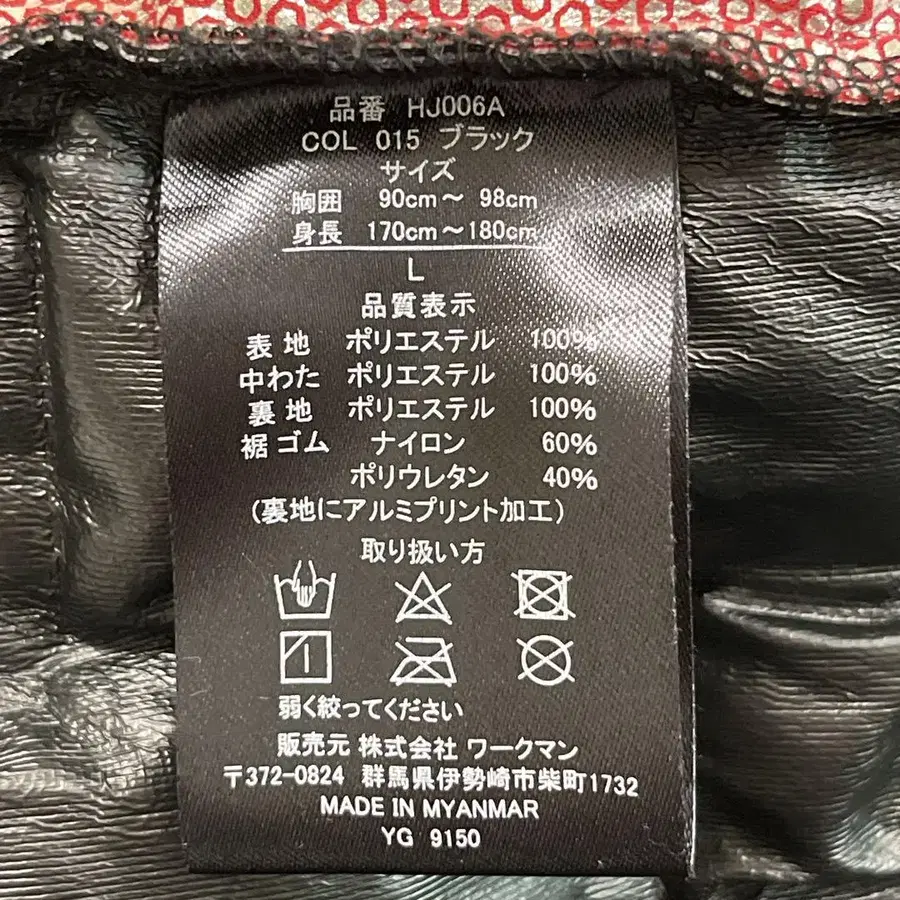 品番 HJ006A
COL 015 ブラック
サイズ
胸囲 90cm～ 98cm
身長 170cm～180cm
L
品質表示
表地 ポリエステル 100%
中わた ポリエステル 100%
裏地 ポリエステル 100%
裾ゴム ナイロン 60%
ポリウレタン 40%
(裏地にアルミプリント加工)
取り扱い方
弱く絞ってください
販売元 株式会社 ワークマン
〒372-0824 群馬県伊勢崎市柴町1732
MADE IN MYANMAR
YG 9150